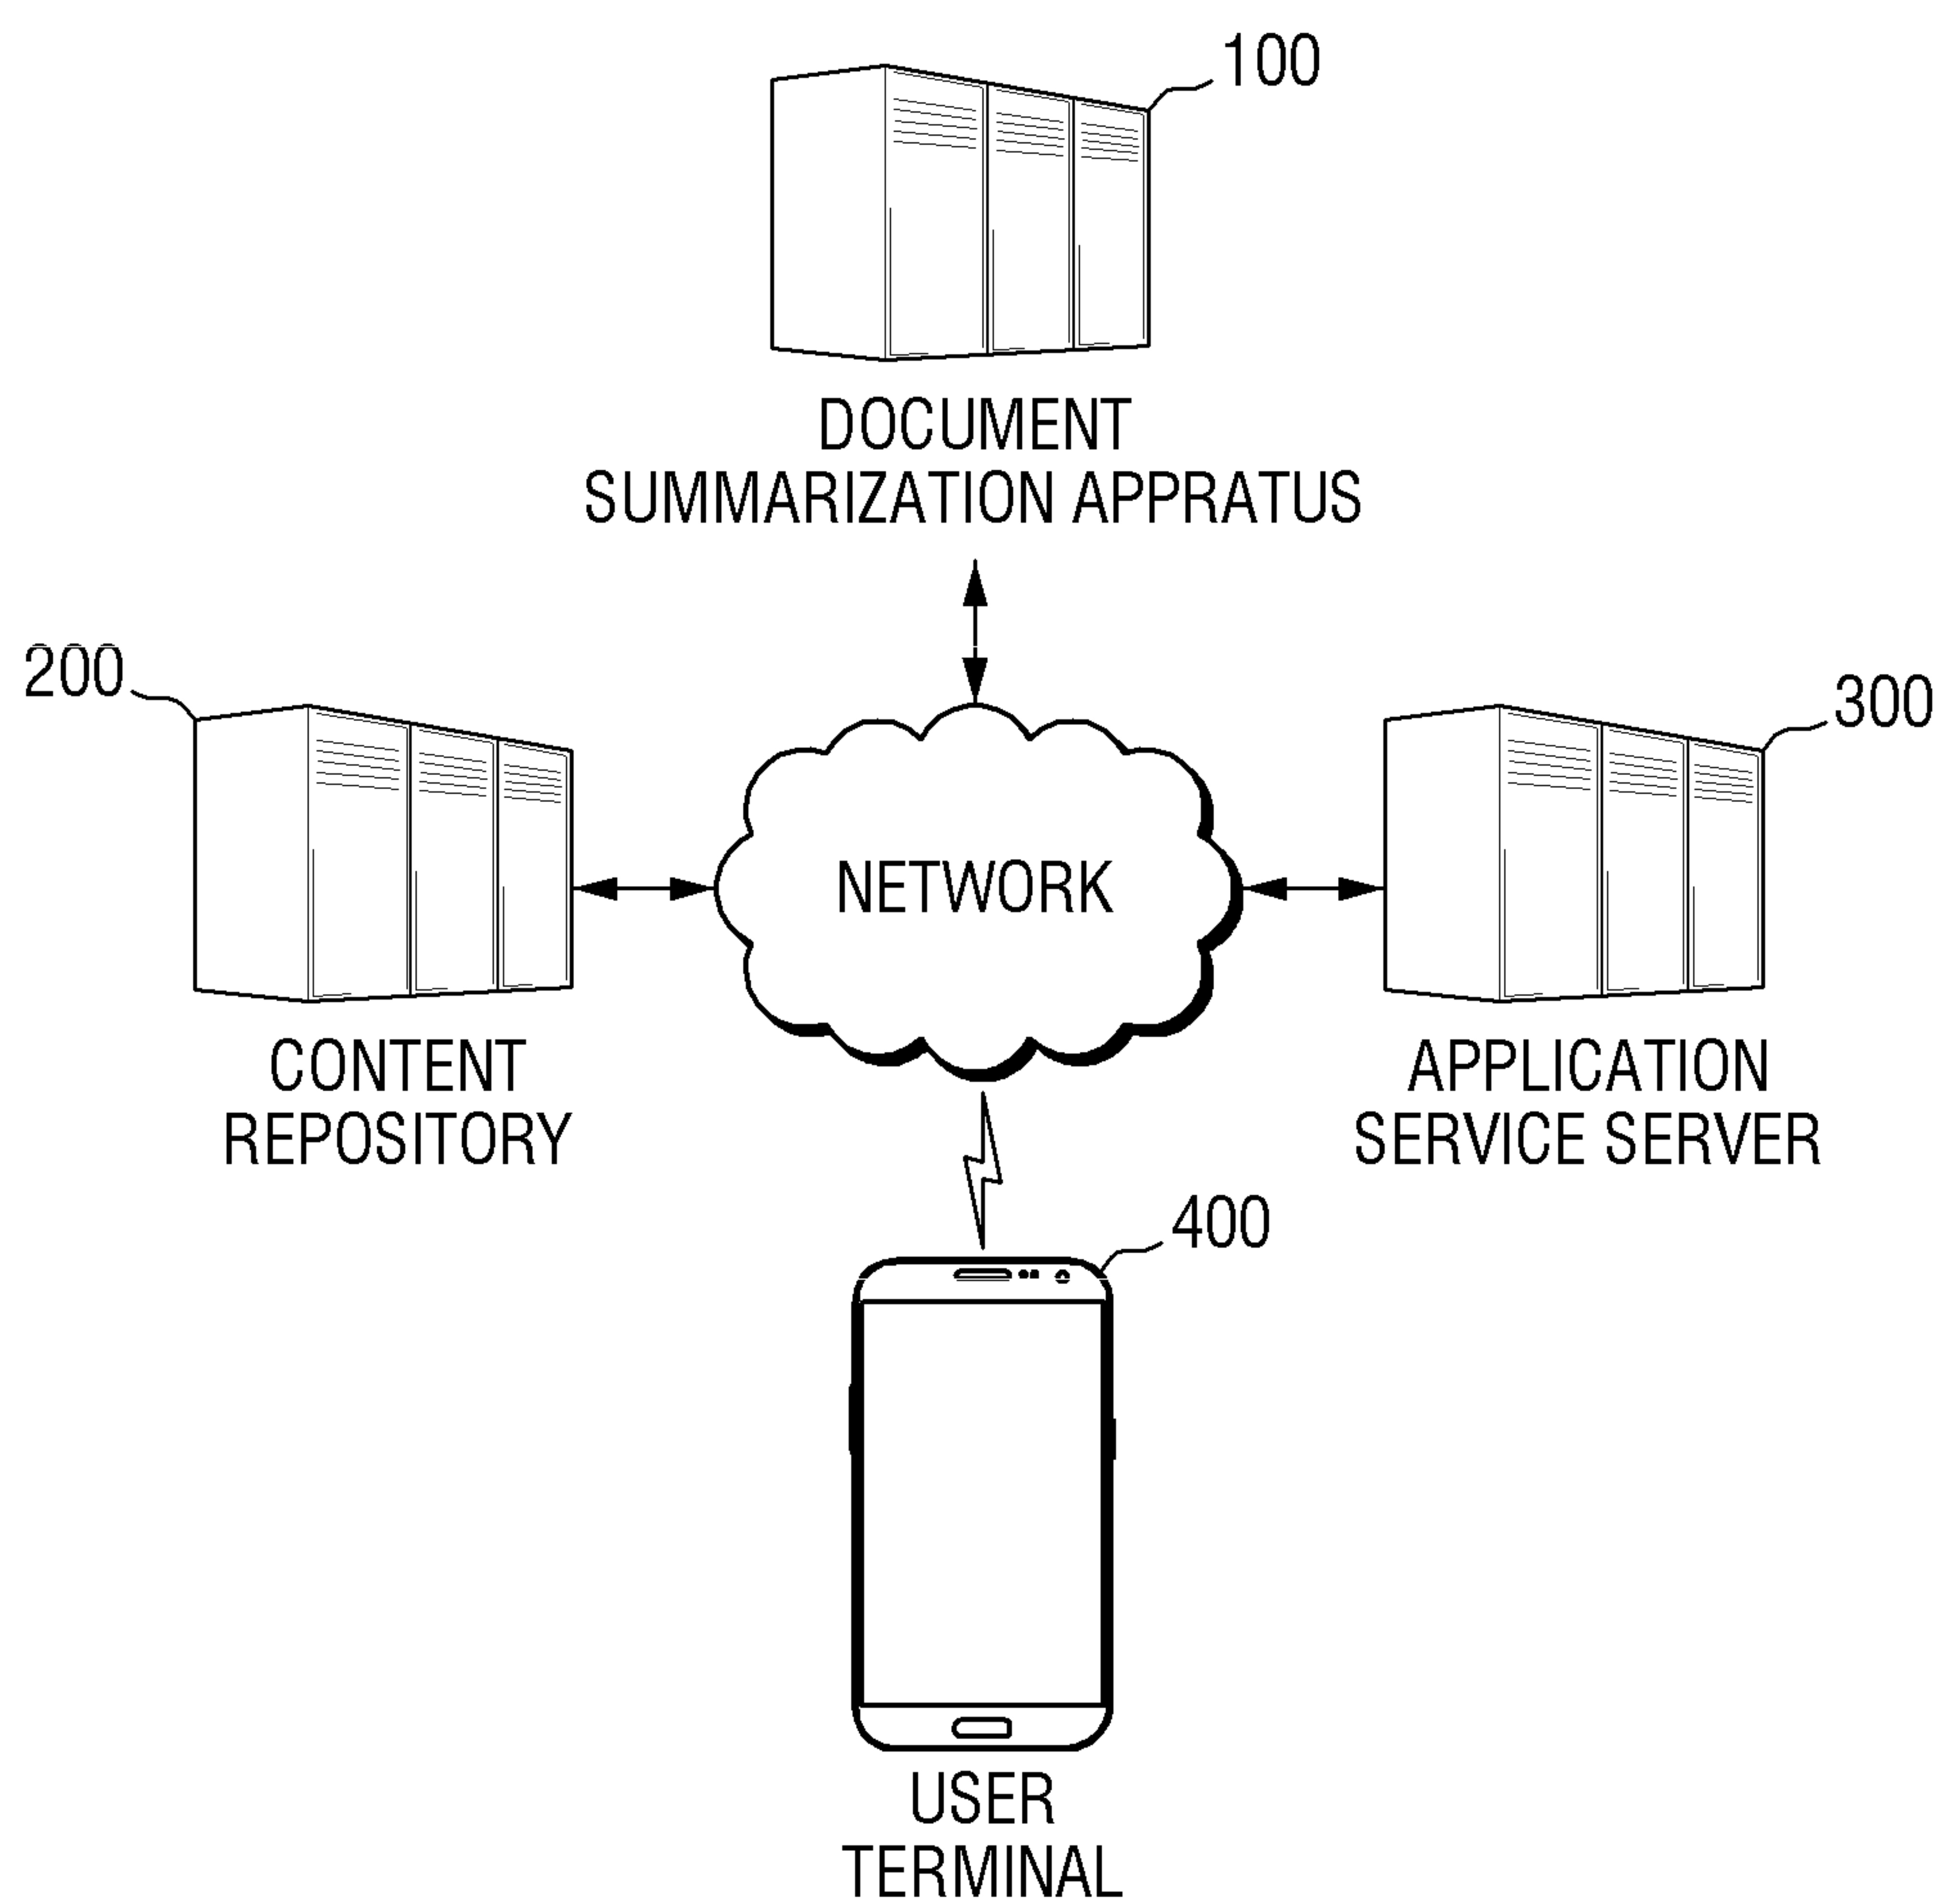 100
DOCUMENT
SUMMARIZATION APPRATUS
200
300
NETWORK
CONTENT
REPOSITORY
APPLICATION
SERVICE SERVER
400
USER
TERMINAL